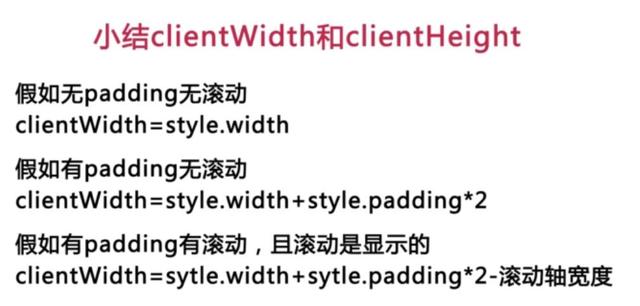 小结clientWidth和clientHeight
假如无padding无滚动
clientWidth=style.width
假如有padding无滚动
clientWidth=style.width+style.padding*2
假如有padding有滚动，且滚动是显示的
clientWidth=sytle.width+sytle.padding*2-滚动轴宽度